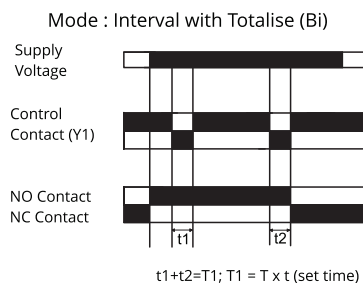 Mode : Interval with Totalise (Bi)
Supply
Voltage
Control
Contact (Y1)
NO Contact
NC Contact
t1
t2
t1+t2=T1; T1 = T x t (set time)